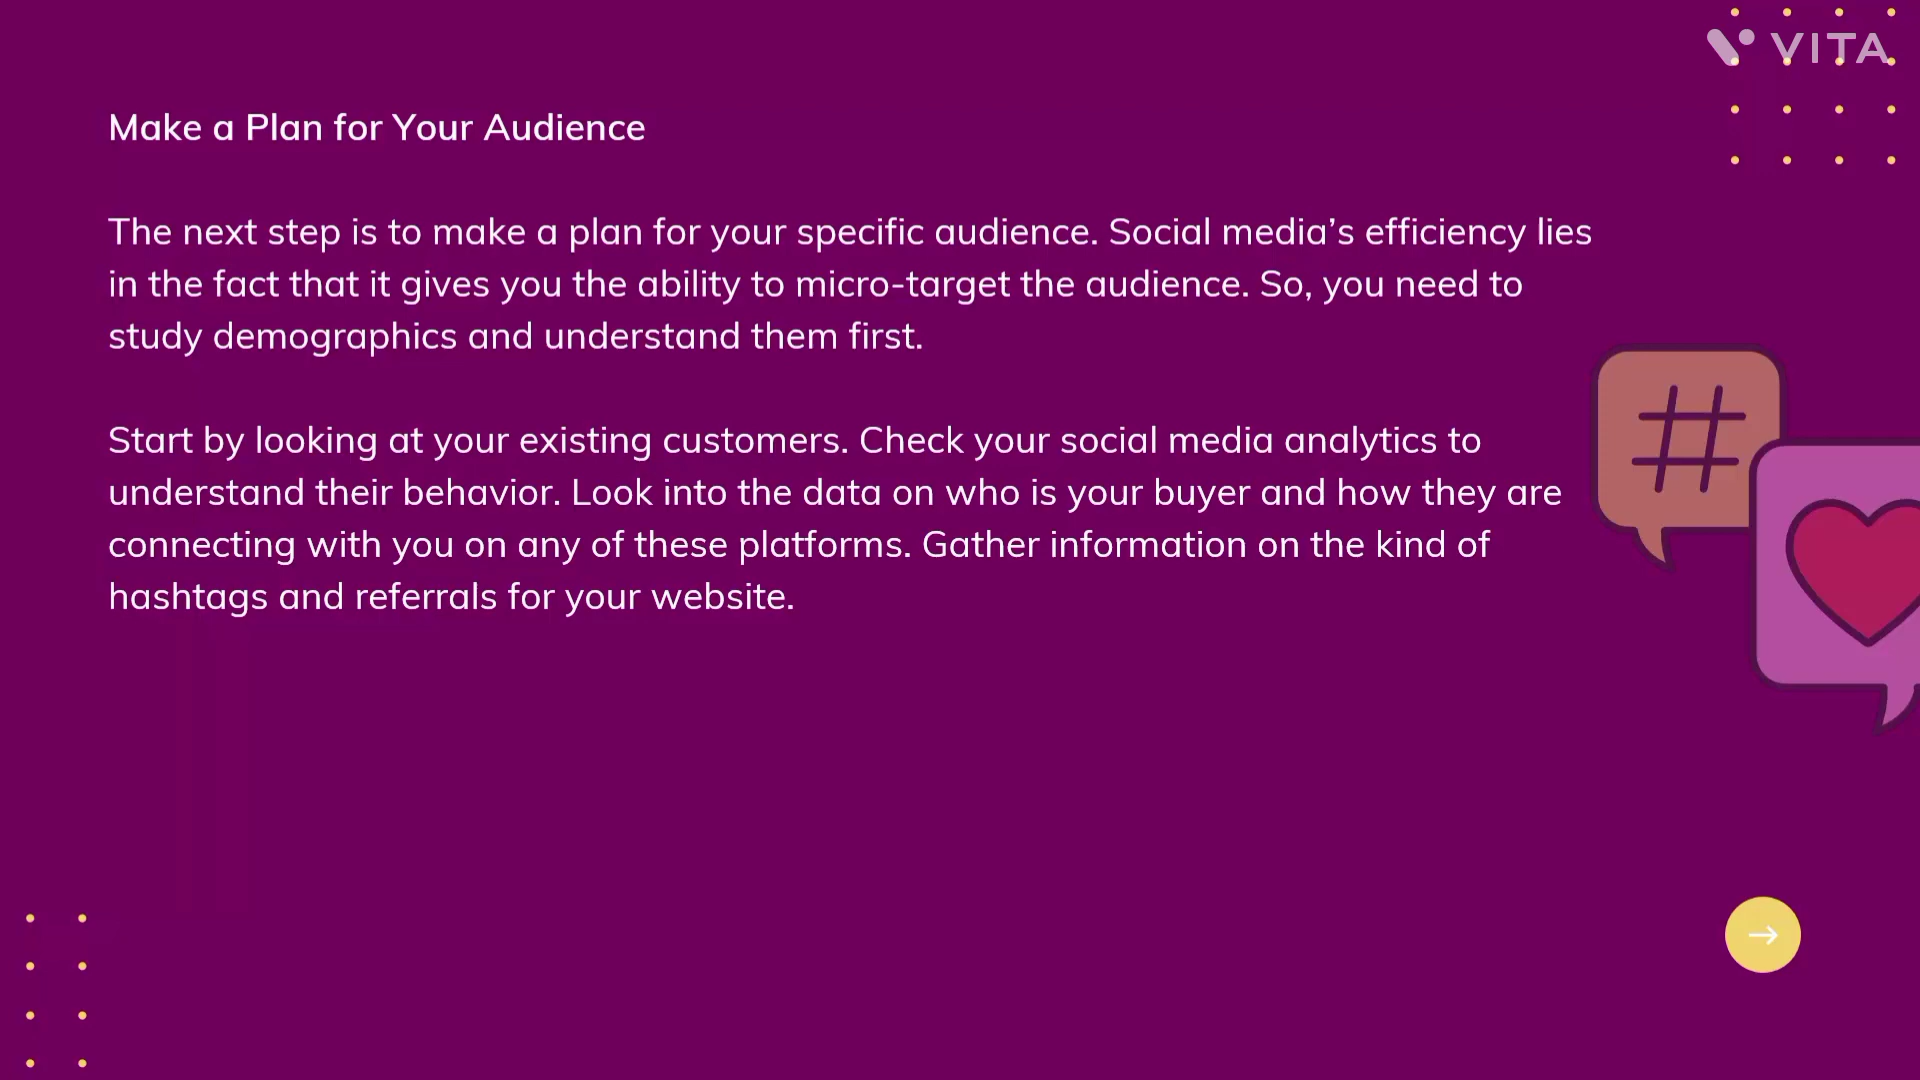 VITA
Make a Plan for Your Audience
The next step is to make a plan for your specific audience. Social media’s efficiency lies
in the fact that it gives you the ability to micro-target the audience. So, you need to
study demographics and understand them first.
Start by looking at your existing customers. Check your social media analytics to
understand their behavior. Look into the data on who is your buyer and how they are
connecting with you on any of these platforms. Gather information on the kind of
hashtags and referrals for your website.
#